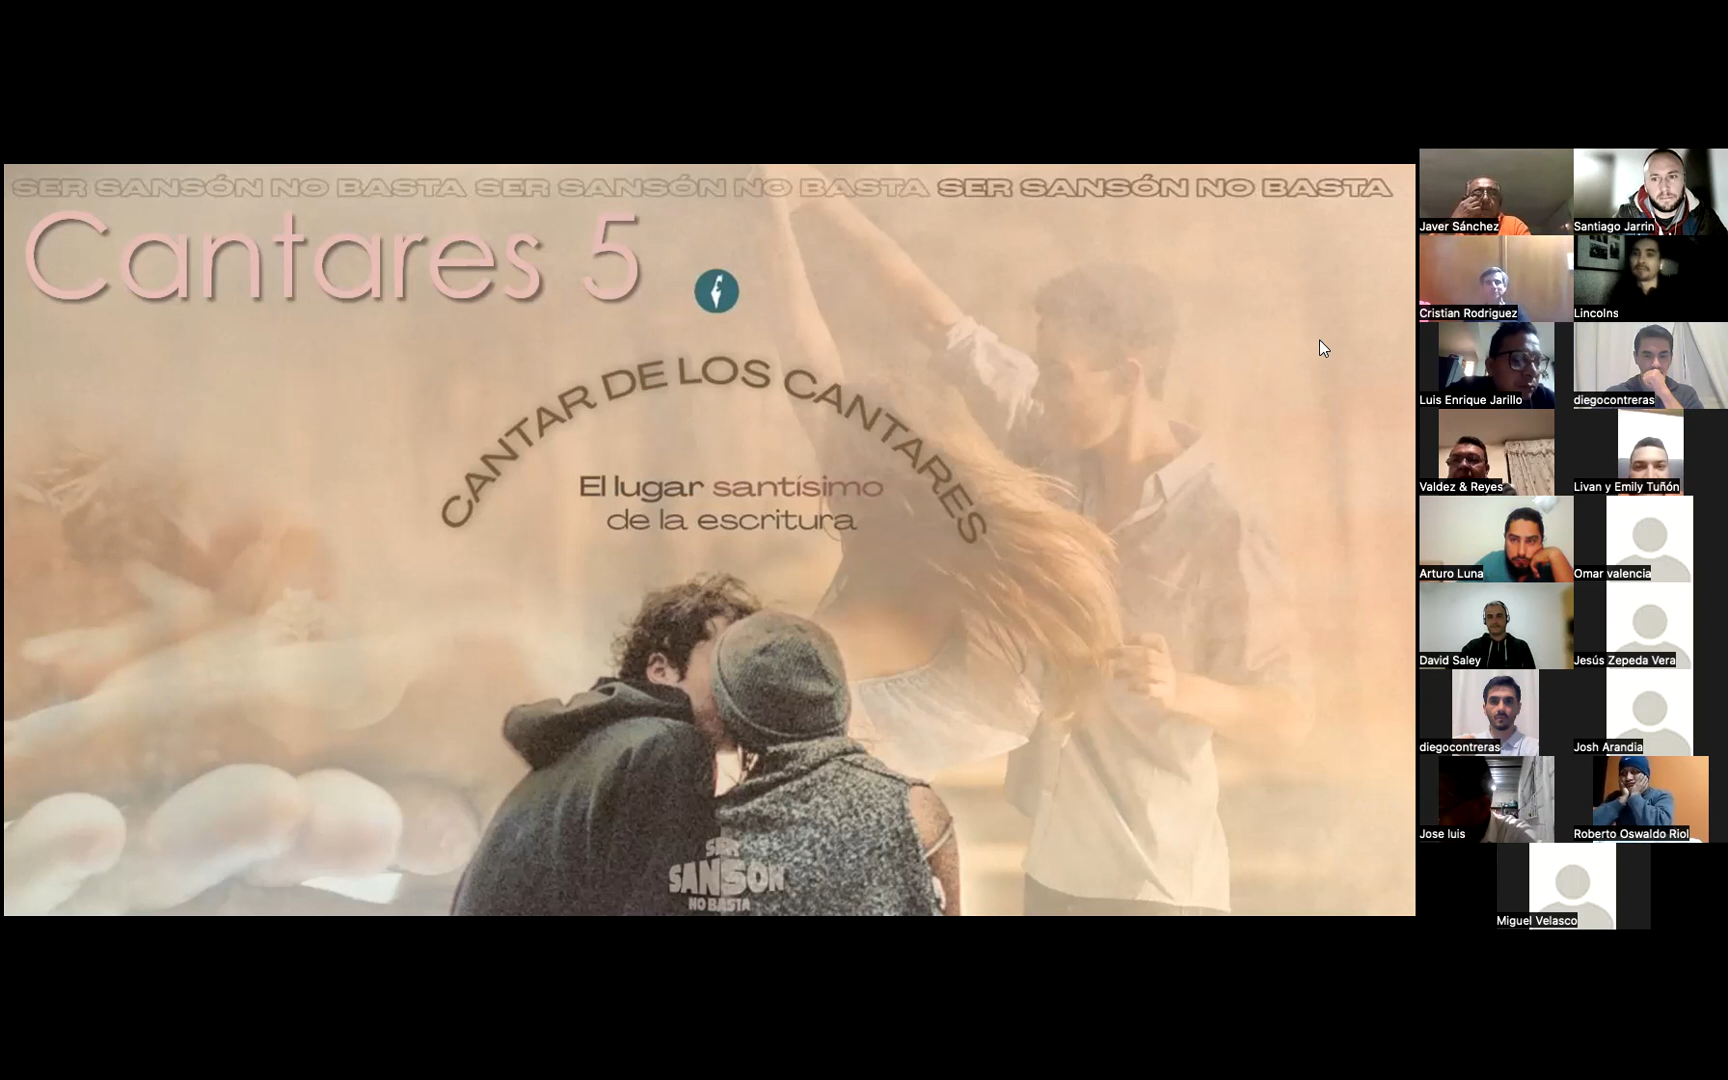 SER SANSÓN NO BASTA SER SANSÓN NO BASTA SER SANSÓN NO BASTA
Cantares 5
CANTAR DE LOS CANTARES
El lugar santísimo
de la escritura
SER
SANSON
NO BASTA
Javer Sánchez
Santiago Jarrin
Cristian Rodriguez
Lincolns
Luis Enrique Jarillo
diegocontreras
Valdez & Reyes
Livan y Emily Tuñón
Arturo Luna
Omar valencia
David Saley
Jesús Zepeda Vera
diegocontreras
Josh Arandia
Jose luis
Roberto Oswaldo Riol
Miguel Velasco